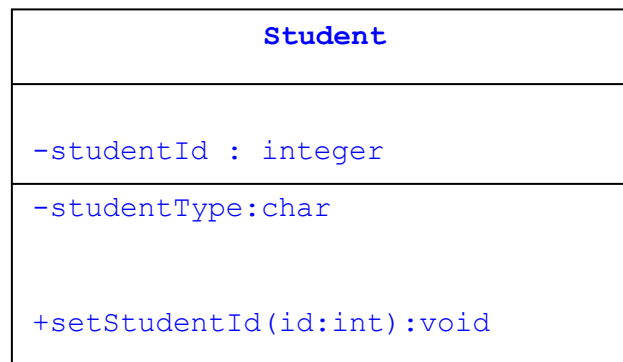 Student
-studentId : integer
-studentType:char
+setStudentId(id:int):void